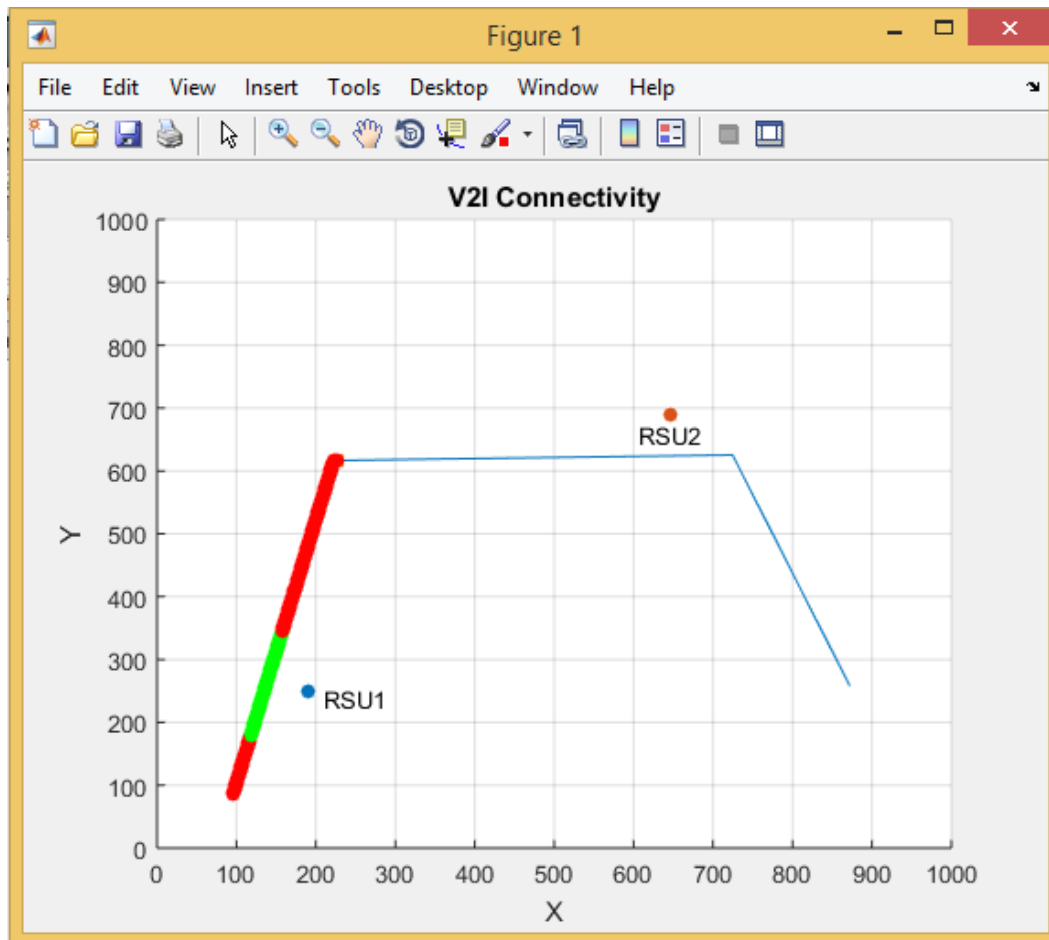 Figure 1
File Edit View Insert Tools Desktop Window Help
V2I Connectivity
1000
900
800
700
RSU2
600
500
Y
400
300
RSU1
200
100
0
0 100 200 300 400 500 600 700 800 900 1000
X